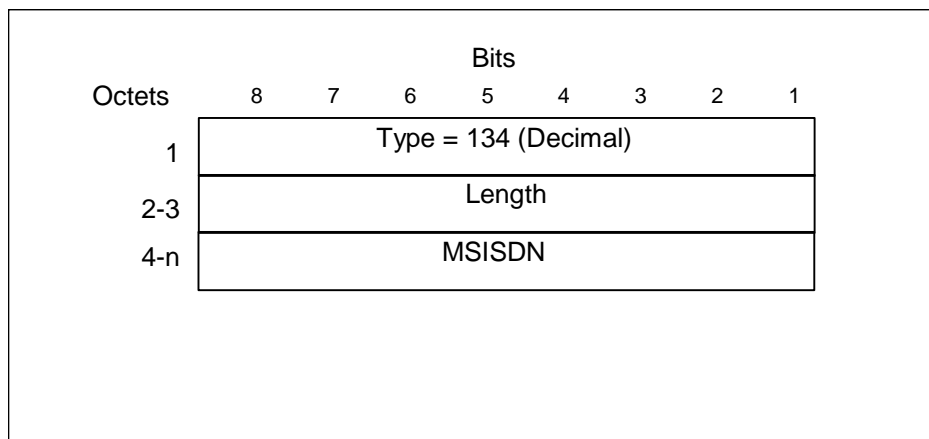 Bits
Octets 8 7 6 5 4 3 2 1
1 Type = 134 (Decimal)
2-3 Length
4-n MSISDN